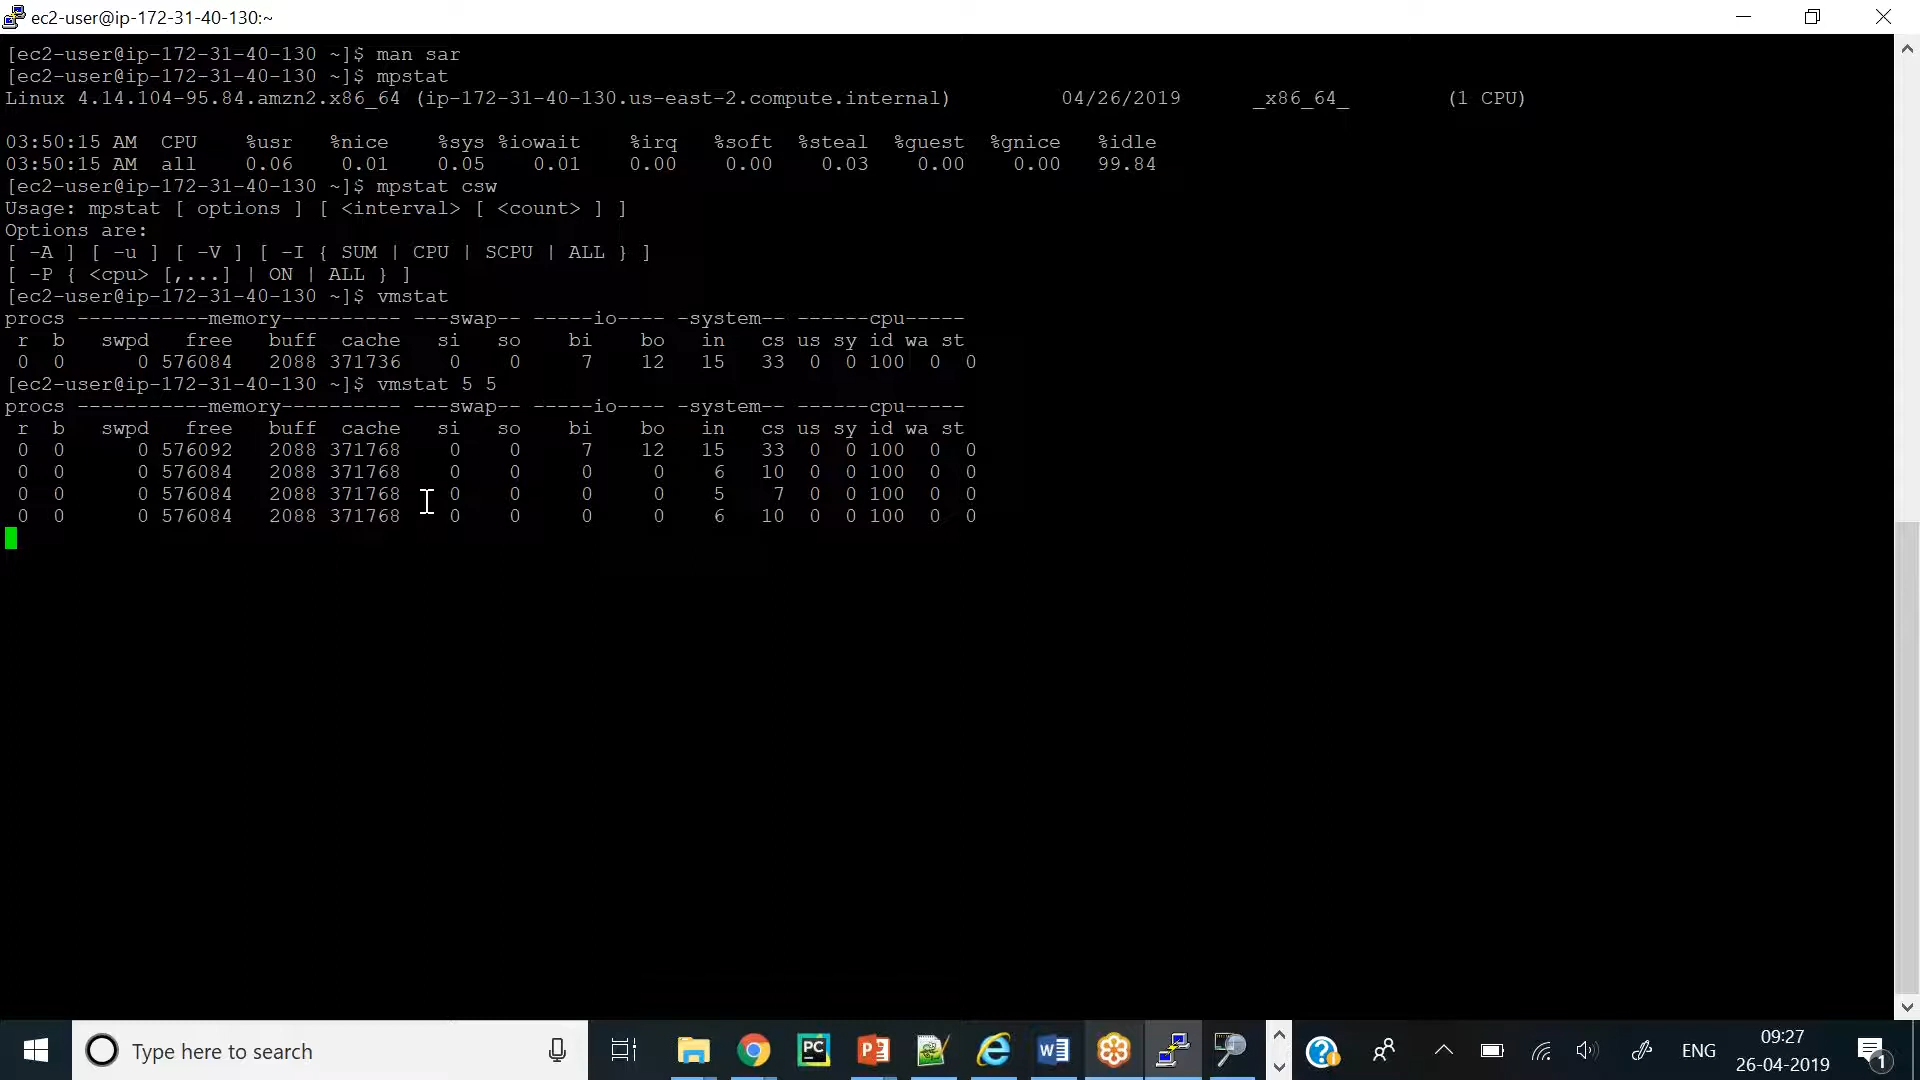 ec2-user@ip-172-31-40-130:~
[ec2-user@ip-172-31-40-130 ~]$ man sar
[ec2-user@ip-172-31-40-130 ~]$ mpstat
Linux 4.14.104-95.84.amzn2.x86_64 (ip-172-31-40-130.us-east-2.compute.internal) 04/26/2019 _x86_64_ (1 CPU)
03:50:15 AM CPU %usr %nice %sys %iowait %irq %soft %steal %guest %gnice %idle
03:50:15 AM all 0.06 0.01 0.05 0.01 0.00 0.00 0.03 0.00 0.00 99.84
[ec2-user@ip-172-31-40-130 ~]$ mpstat csw
Usage: mpstat [ options ] [ <interval> [ <count> ] ]
Options are:
[ -A ] [ -u ] [ -V ] [ -I { SUM | CPU | SCPU | ALL } ]
[ -P { <cpu> [,...] | ON | ALL } ]
[ec2-user@ip-172-31-40-130 ~]$ vmstat
procs -----------memory---------- ---swap-- -----io---- -system-- ------cpu-----
r b swpd free buff cache si so bi bo in cs us sy id wa st
0 0 0 576084 2088 371736 0 0 7 12 15 33 0 0 100 0 0
[ec2-user@ip-172-31-40-130 ~]$ vmstat 5 5
procs -----------memory---------- ---swap-- -----io---- -system-- ------cpu-----
r b swpd free buff cache si so bi bo in cs us sy id wa st
0 0 0 576092 2088 371768 0 0 7 12 15 33 0 0 100 0 0
0 0 0 576084 2088 371768 0 0 0 0 6 10 0 0 100 0 0
0 0 0 576084 2088 371768 0 0 0 0 5 7 0 0 100 0 0
0 0 0 576084 2088 371768 0 0 0 0 6 10 0 0 100 0 0
Type here to search
PC
ENG
09:27
26-04-2019
1